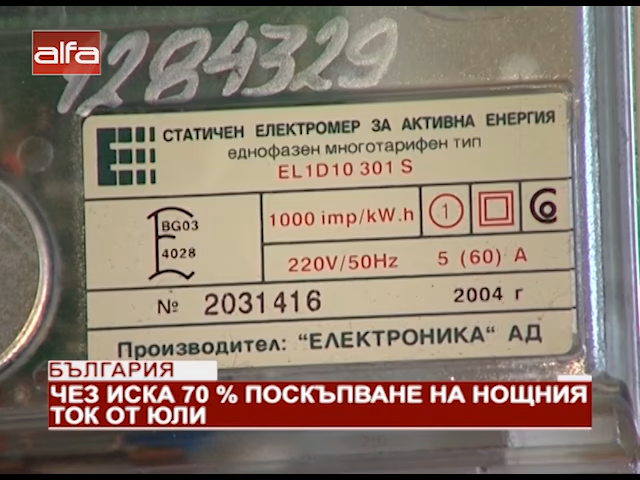 alfa
1284329
СТАТИЧЕН ЕЛЕКТРОМЕР ЗА АКТИВНА ЕНЕРГИЯ
еднофазен многотарифен тип
EL1D10 301 S
BG03
4028
1000 imp/kW.h
1
220V/50Hz 5 (60) A
№ 2031416 2004 г
Производител: "ЕЛЕКТРОНИКА" АД
БЪЛГАРИЯ
ЧЕЗ ИСКА 70 % ПОСКЪПВАНЕ НА НОЩНИЯ
ТОК ОТ ЮЛИ